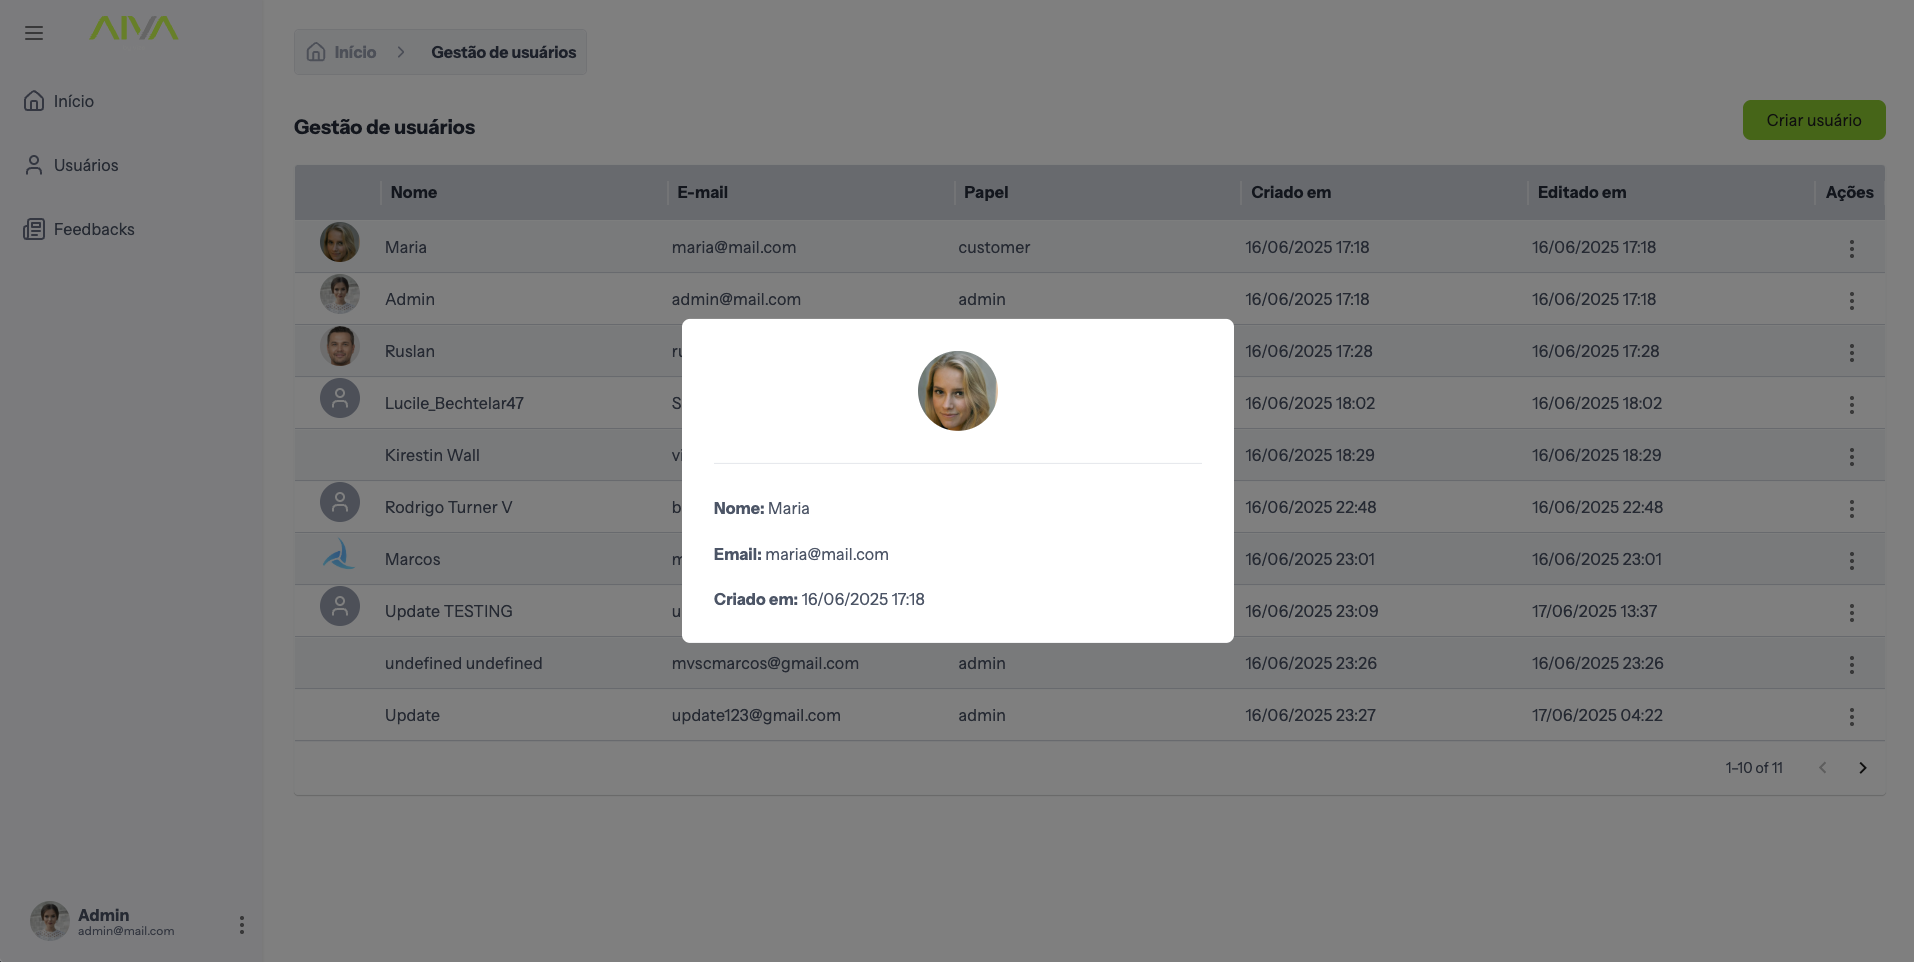 AIVA
Início
Usuários
Feedbacks
Início > Gestão de usuários
Gestão de usuários
Criar usuário
Nome E-mail Papel Criado em Editado em Ações
Maria maria@mail.com customer 16/06/2025 17:18 16/06/2025 17:18
Admin admin@mail.com admin 16/06/2025 17:18 16/06/2025 17:18
Ruslan 16/06/2025 17:28 16/06/2025 17:28
Lucile_Bechtelar47 16/06/2025 18:02 16/06/2025 18:02
Kirestin Wall 16/06/2025 18:29 16/06/2025 18:29
Rodrigo Turner V 16/06/2025 22:48 16/06/2025 22:48
Marcos 16/06/2025 23:01 16/06/2025 23:01
Update TESTING 16/06/2025 23:09 17/06/2025 13:37
undefined undefined mvscmarcos@gmail.com admin 16/06/2025 23:26 16/06/2025 23:26
Update update123@gmail.com admin 16/06/2025 23:27 17/06/2025 04:22
1–10 of 11
Nome: Maria
Email: maria@mail.com
Criado em: 16/06/2025 17:18
Admin
admin@mail.com